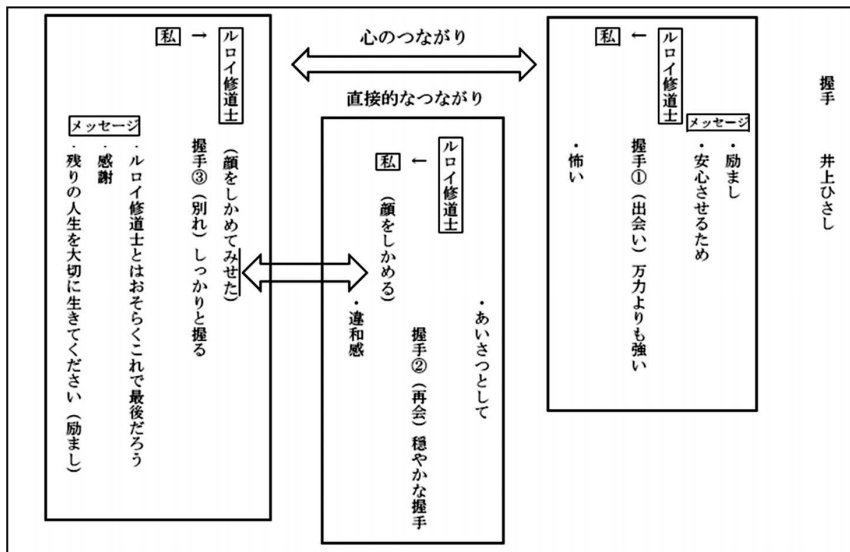 握手　　井上ひさし
メッセージ
・励まし
・安心させるため
ルロイ修道士
↓
私
握手①（出会い）万力よりも強い
・怖い
心のつながり
直接的なつながり
・あいさつとして
ルロイ修道士
↓
私
握手②（再会）穏やかな握手
（顔をしかめる）
・違和感
ルロイ修道士
↑
私
（顔をしかめてみせた）
握手③（別れ）しっかりと握る
メッセージ
・ルロイ修道士とはおそらくこれで最後だろう
・感謝
・残りの人生を大切に生きてください（励まし）